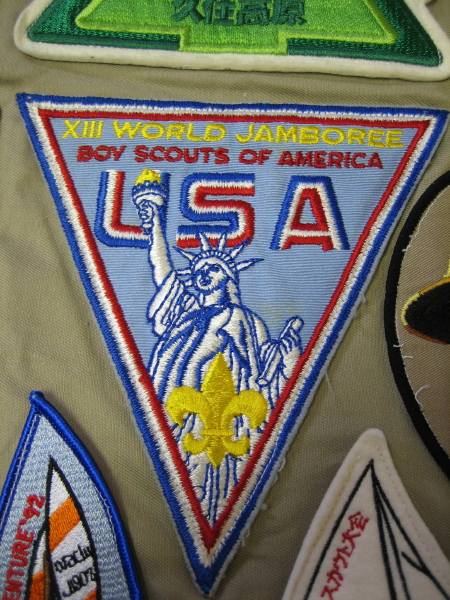 久住高原
XIII WORLD JAMBOREE
BOY SCOUTS OF AMERICA
USA
VENTURE '92
スカウト大会